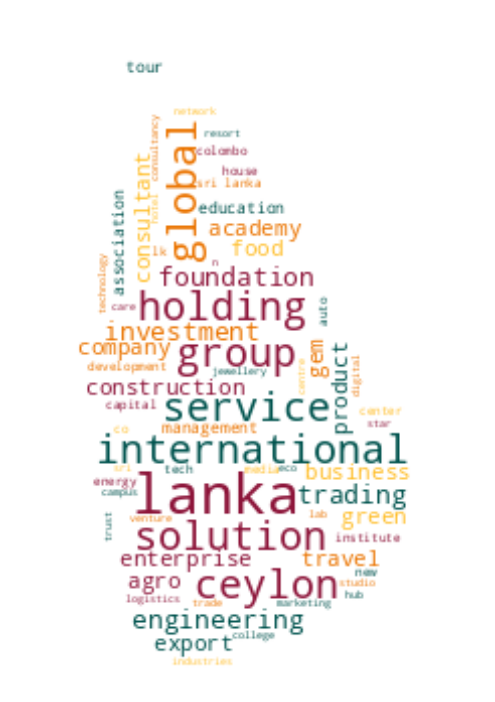 tour
network
consultancy
resort
global
colombo
consultant
house
sri lanka
hotel
association
education
academy
food
lk
technology
n
foundation
care
holding
auto
investment
company
group
gem
development
jewellery
centre
digital
product
construction
capital
service
center
star
co
management
international
sri
tech
media
eco
business
energy
campus
lanka
trading
trust
venture
lab
green
solution
institute
enterprise
travel
new
agro
ceylon
studio
hub
logistics
trade
marketing
engineering
college
export
industries